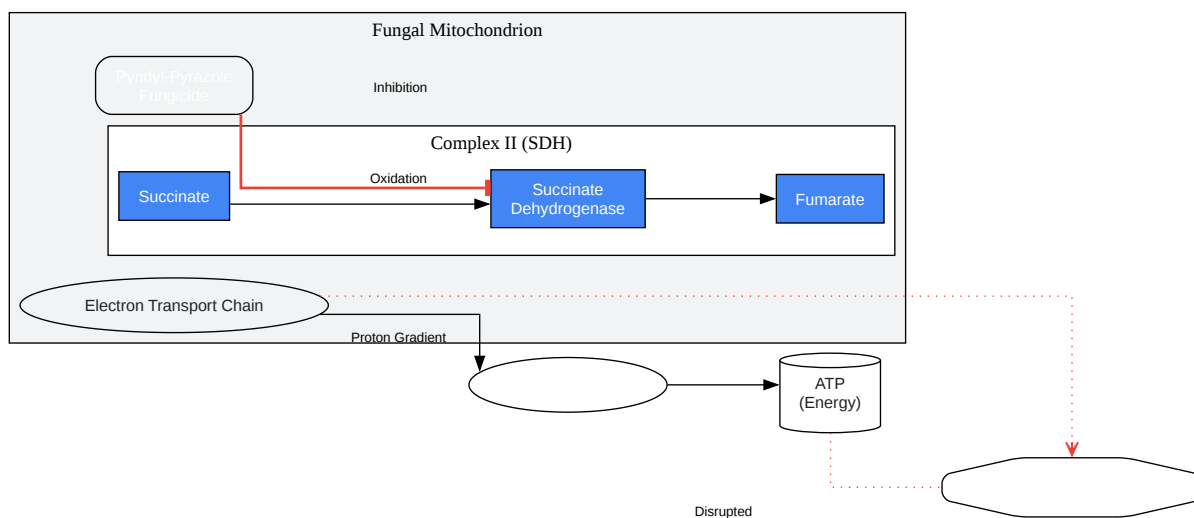 Fungal Mitochondrion
Pyridyl-Pyrazole
Fungicide
Inhibition
Complex II (SDH)
Oxidation
Succinate
Succinate
Dehydrogenase
Fumarate
Electron Transport Chain
Proton Gradient
ATP
(Energy)
Disrupted